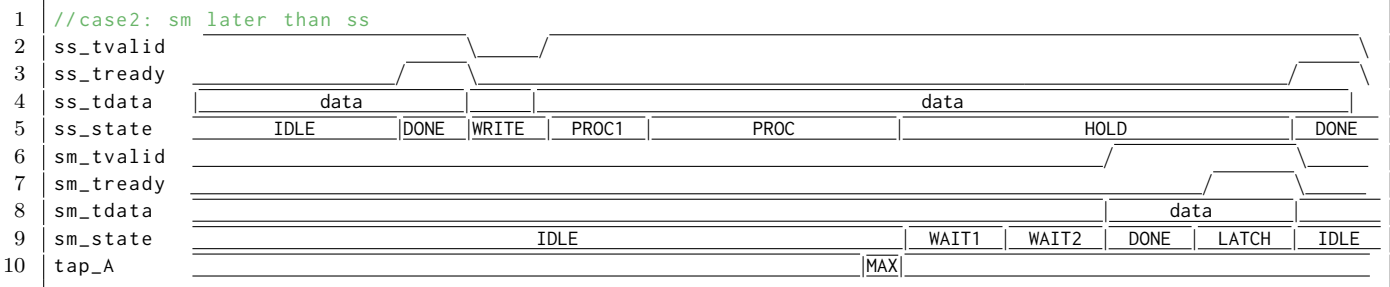 1 //case2: sm later than ss
2 ss_tvalid
3 ss_tready
4 ss_tdata data data
5 ss_state IDLE DONE WRITE PROC1 PROC HOLD DONE
6 sm_tvalid
7 sm_tready
8 sm_tdata data
9 sm_state IDLE WAIT1 WAIT2 DONE LATCH IDLE
10 tap_A MAX